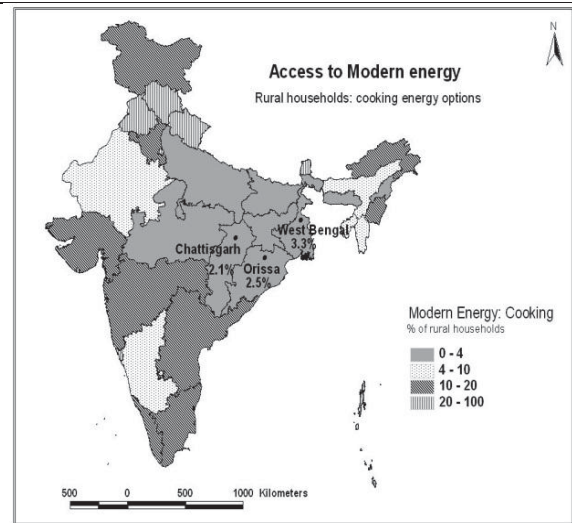 N
Access to Modern energy
Rural households: cooking energy options
West Bengal
3.3%
Chattisgarh
2.1%
Orissa
2.5%
Modern Energy: Cooking
% of rural households
0 - 4
4 - 10
10 - 20
20 - 100
500 0 500 1000 Kilometers